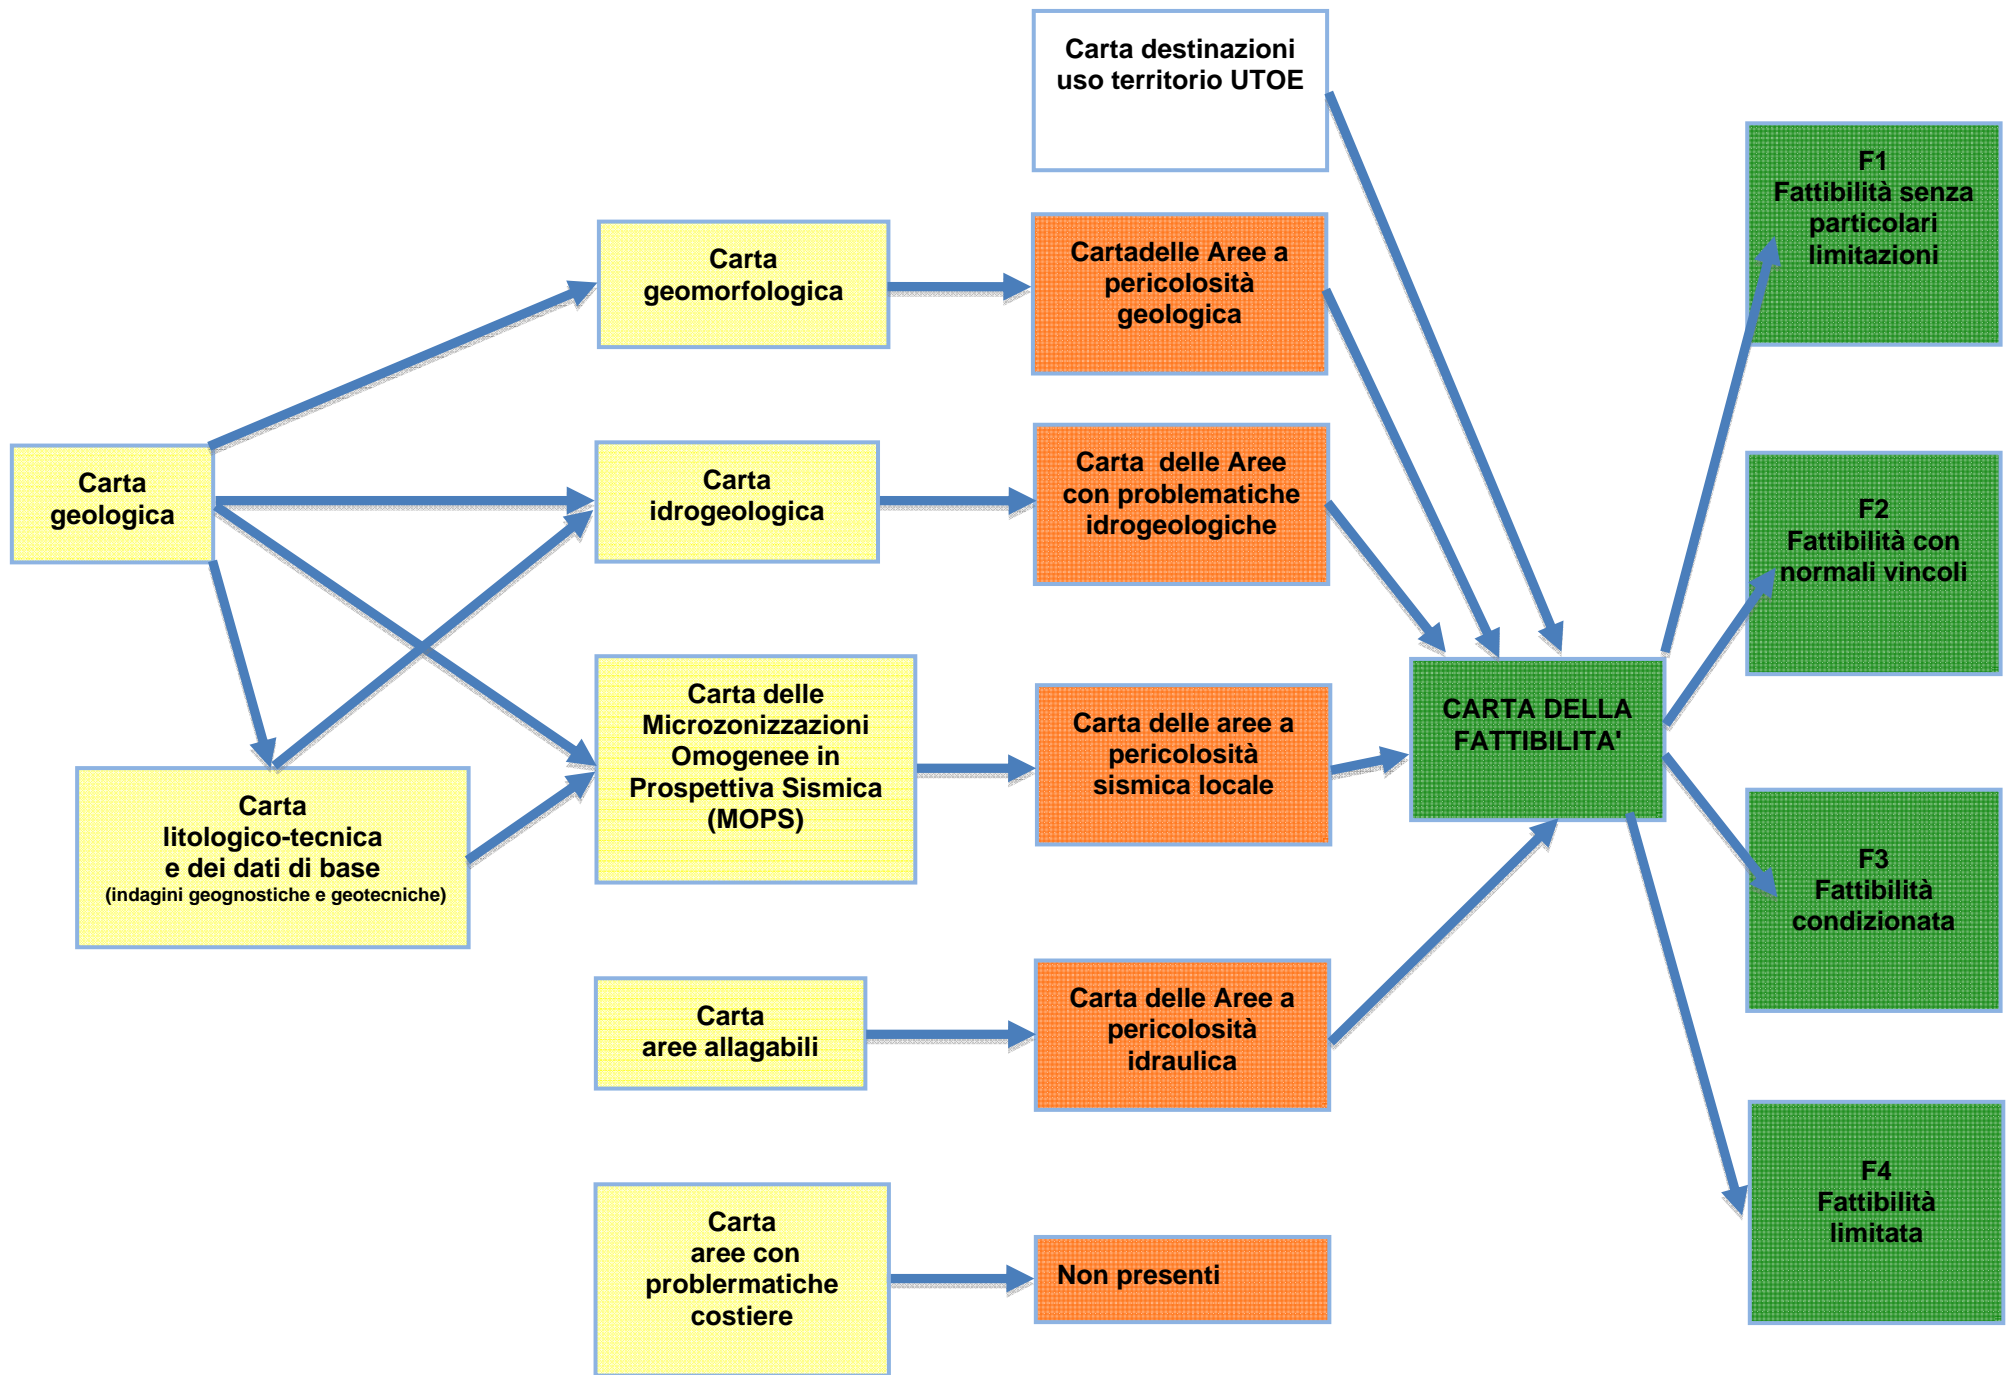 Carta destinazioni
uso territorio UTOE
F1
Fattibilità senza
particolari
limitazioni
Carta
geomorfologica
Cartadelle Aree a
pericolosità
geologica
Carta
geologica
Carta
idrogeologica
Carta delle Aree
con problematiche
idrogeologiche
F2
Fattibilità con
normali vincoli
Carta
litologico-tecnica
e dei dati di base
(indagini geognostiche e geotecniche)
Carta delle
Microzonizzazioni
Omogenee in
Prospettiva Sismica
(MOPS)
Carta delle aree a
pericolosità
sismica locale
CARTA DELLA
FATTIBILITA'
F3
Fattibilità
condizionata
Carta
aree allagabili
Carta delle Aree a
pericolosità
idraulica
F4
Fattibilità
limitata
Carta
aree con
problermatiche
costiere
Non presenti